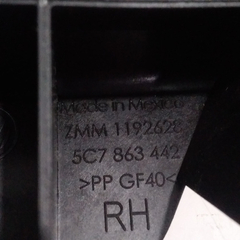 Made in Mexico
ZMM 1192628
5C7 863 442
>PP GF40<
RH